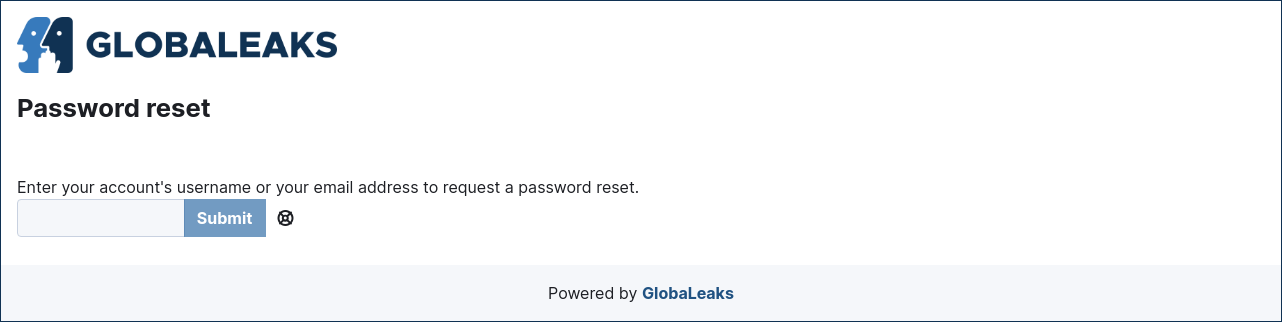 GLOBALEAKS
Password reset
Enter your account's username or your email address to request a password reset.
Submit
Powered by GlobaLeaks